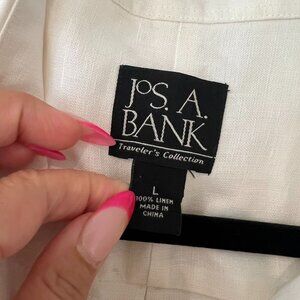 JOS. A.
BANK
Traveler's Collection
L
100% LINEN
MADE IN
CHINA